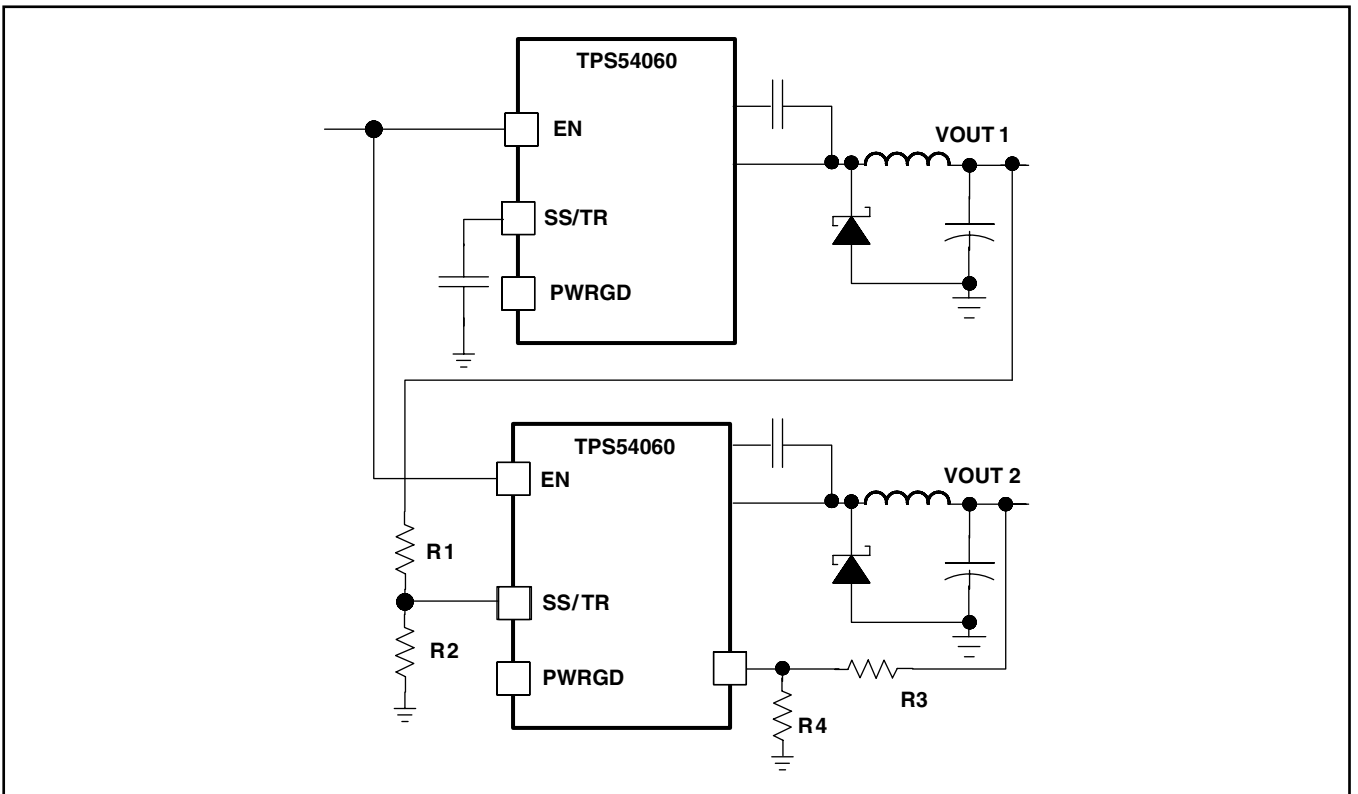 TPS54060
EN
VOUT 1
SS/TR
PWRGD
TPS54060
EN
VOUT 2
R1
SS/TR
R2
PWRGD
R3
R4